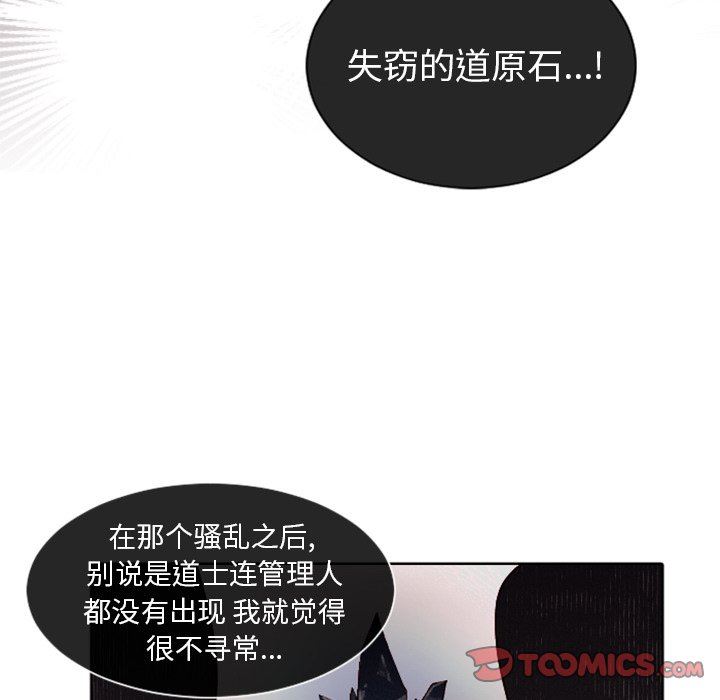 失窃的道原石...!
在那个骚乱之后,
别说是道士连管理人
都没有出现 我就觉得
很不寻常...
TOOMICS.com